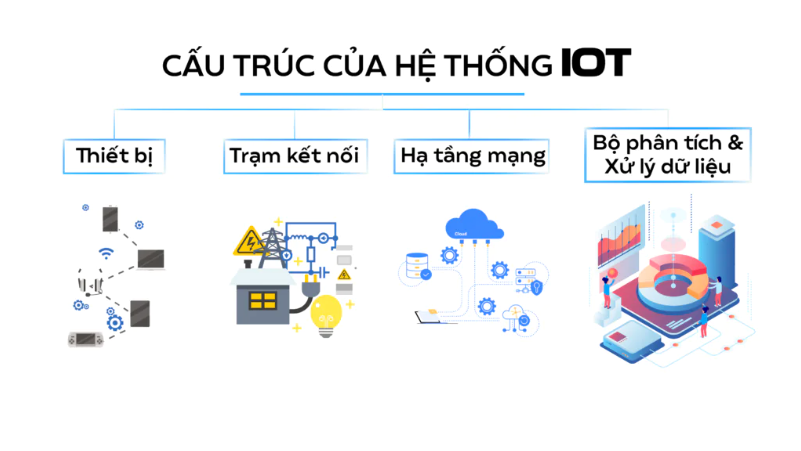 CẤU TRÚC CỦA HỆ THỐNG IOT
Thiết bị
Trạm kết nối
Hạ tầng mạng
Bộ phân tích &
Xử lý dữ liệu
Cloud